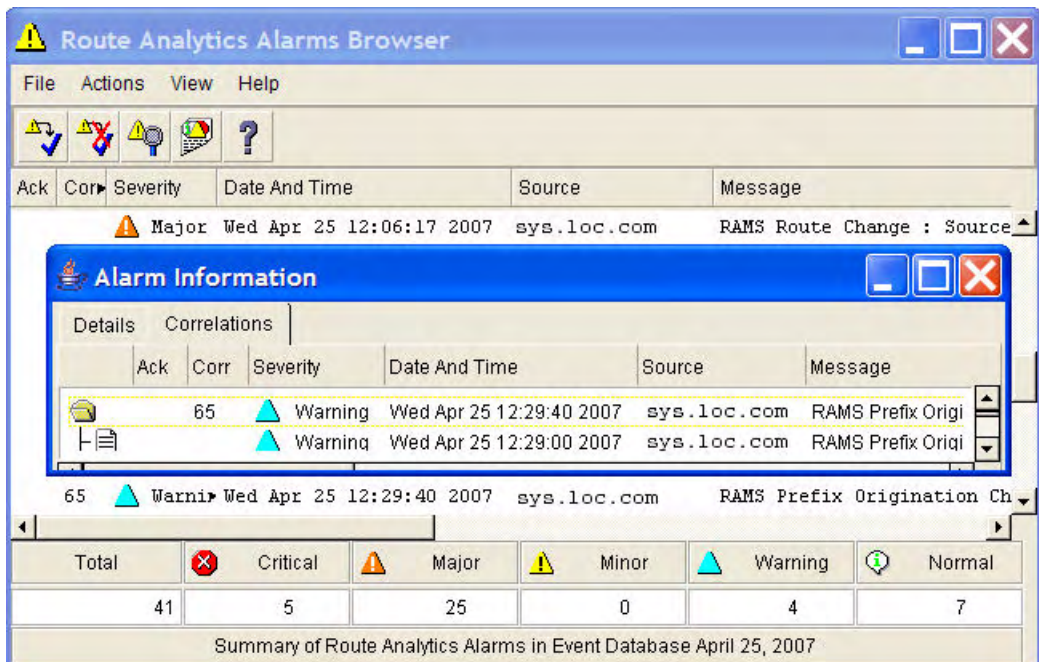 Route Analytics Alarms Browser
File Actions View Help
Ack Corr Severity Date And Time Source Message
Major Wed Apr 25 12:06:17 2007 sys.loc.com RAMS Route Change : Source
Alarm Information
Details Correlations
Ack Corr Severity Date And Time Source Message
65 Warning Wed Apr 25 12:29:40 2007 sys.loc.com RAMS Prefix Origi
Warning Wed Apr 25 12:29:00 2007 sys.loc.com RAMS Prefix Origi
65 Warni Wed Apr 25 12:29:40 2007 sys.loc.com RAMS Prefix Origination Ch
Total Critical Major Minor Warning Normal
41 5 25 0 4 7
Summary of Route Analytics Alarms in Event Database April 25, 2007